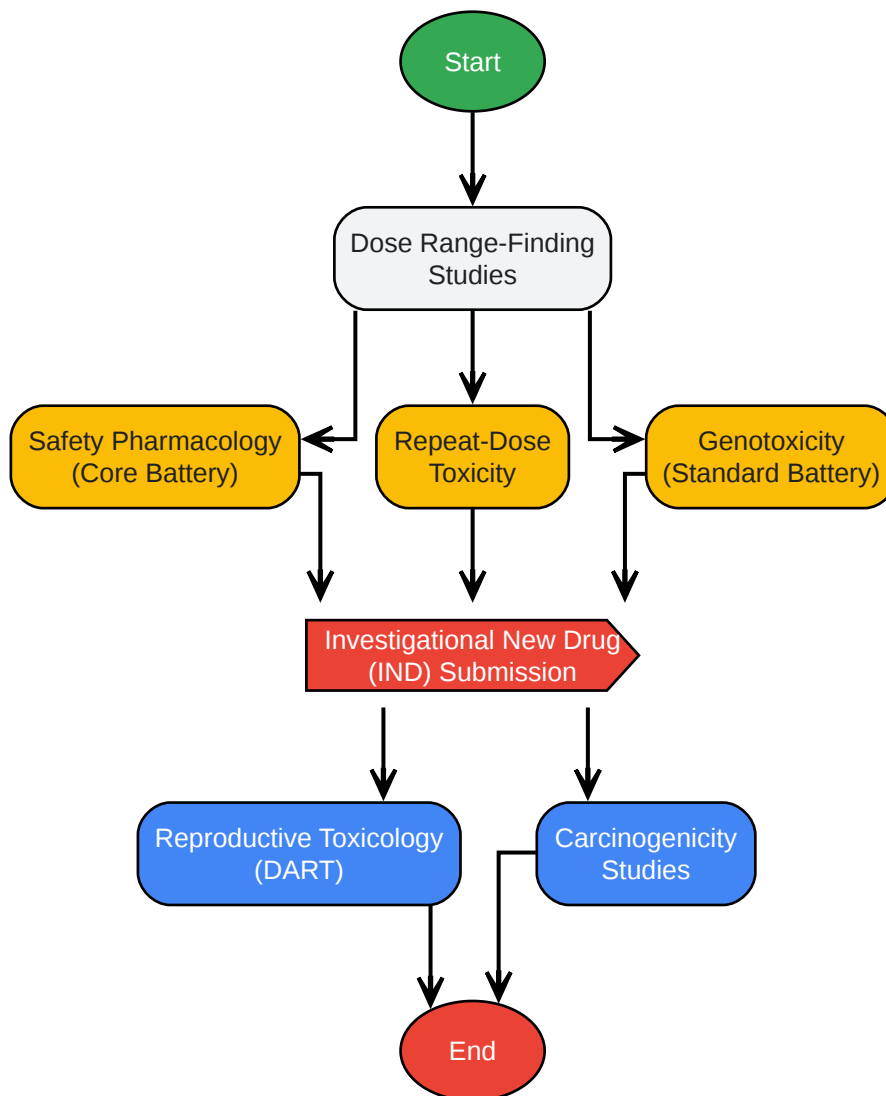 Start
Dose Range-Finding
Studies
Safety Pharmacology
(Core Battery)
Repeat-Dose
Toxicity
Genotoxicity
(Standard Battery)
Investigational New Drug
(IND) Submission
Reproductive Toxicology
(DART)
Carcinogenicity
Studies
End